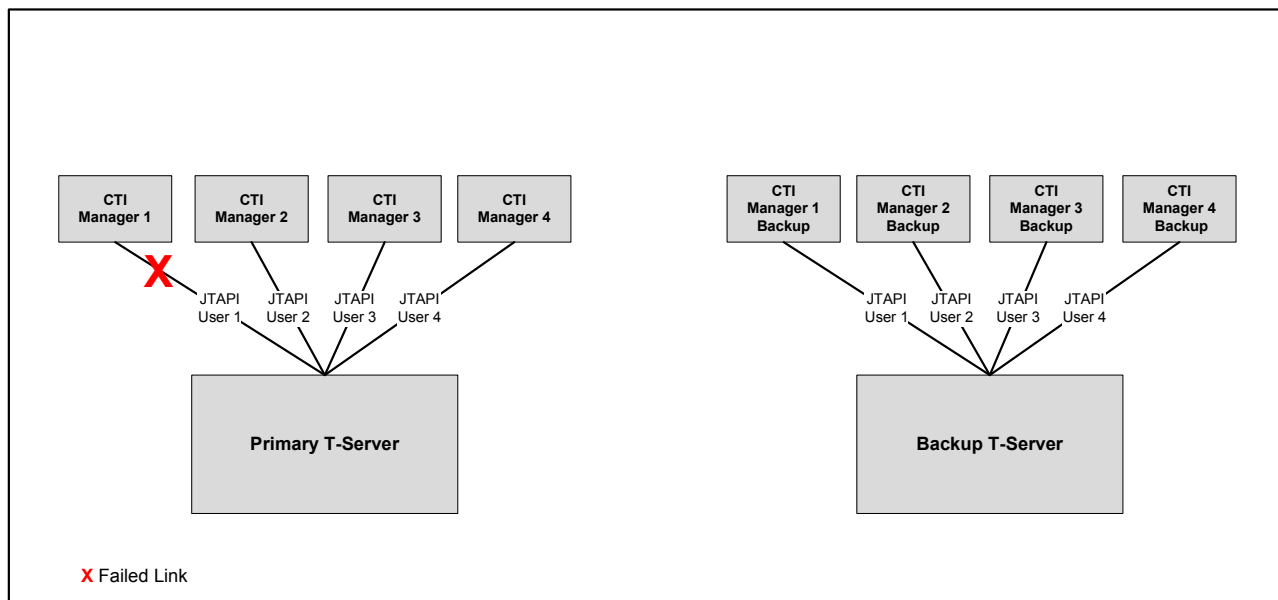 CTI
Manager 1
CTI
Manager 2
CTI
Manager 3
CTI
Manager 4
CTI
Manager 1
Backup
CTI
Manager 2
Backup
CTI
Manager 3
Backup
CTI
Manager 4
Backup
X
JTAPI
User 1
JTAPI
User 2
JTAPI
User 3
JTAPI
User 4
JTAPI
User 1
JTAPI
User 2
JTAPI
User 3
JTAPI
User 4
Primary T-Server
Backup T-Server
X Failed Link